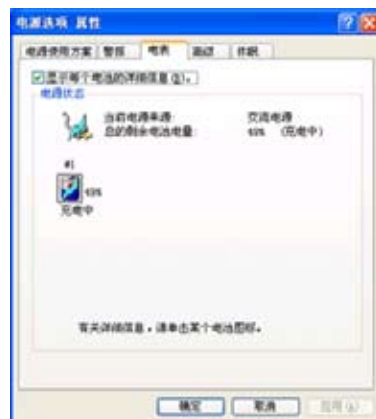 电源选项 属性
电源使用方案 警报 电表 高级 休眠
显示每个电池的详细信息(D)。
电源状态
当前电源来源: 交流电源
总的剩余电池电量: 49% (充电中)
#1
49%
充电中
有关详细信息，请单击某个电池图标。
确定 取消 应用(A)